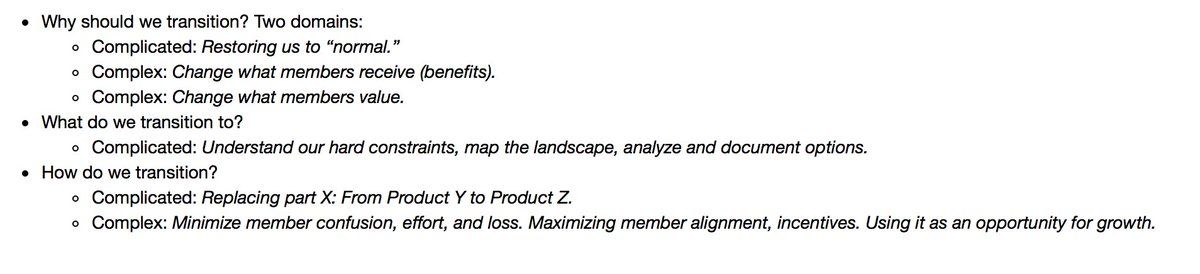 • Why should we transition? Two domains:
◦ Complicated: Restoring us to “normal.”
◦ Complex: Change what members receive (benefits).
◦ Complex: Change what members value.
• What do we transition to?
◦ Complicated: Understand our hard constraints, map the landscape, analyze and document options.
• How do we transition?
◦ Complicated: Replacing part X: From Product Y to Product Z.
◦ Complex: Minimize member confusion, effort, and loss. Maximizing member alignment, incentives. Using it as an opportunity for growth.